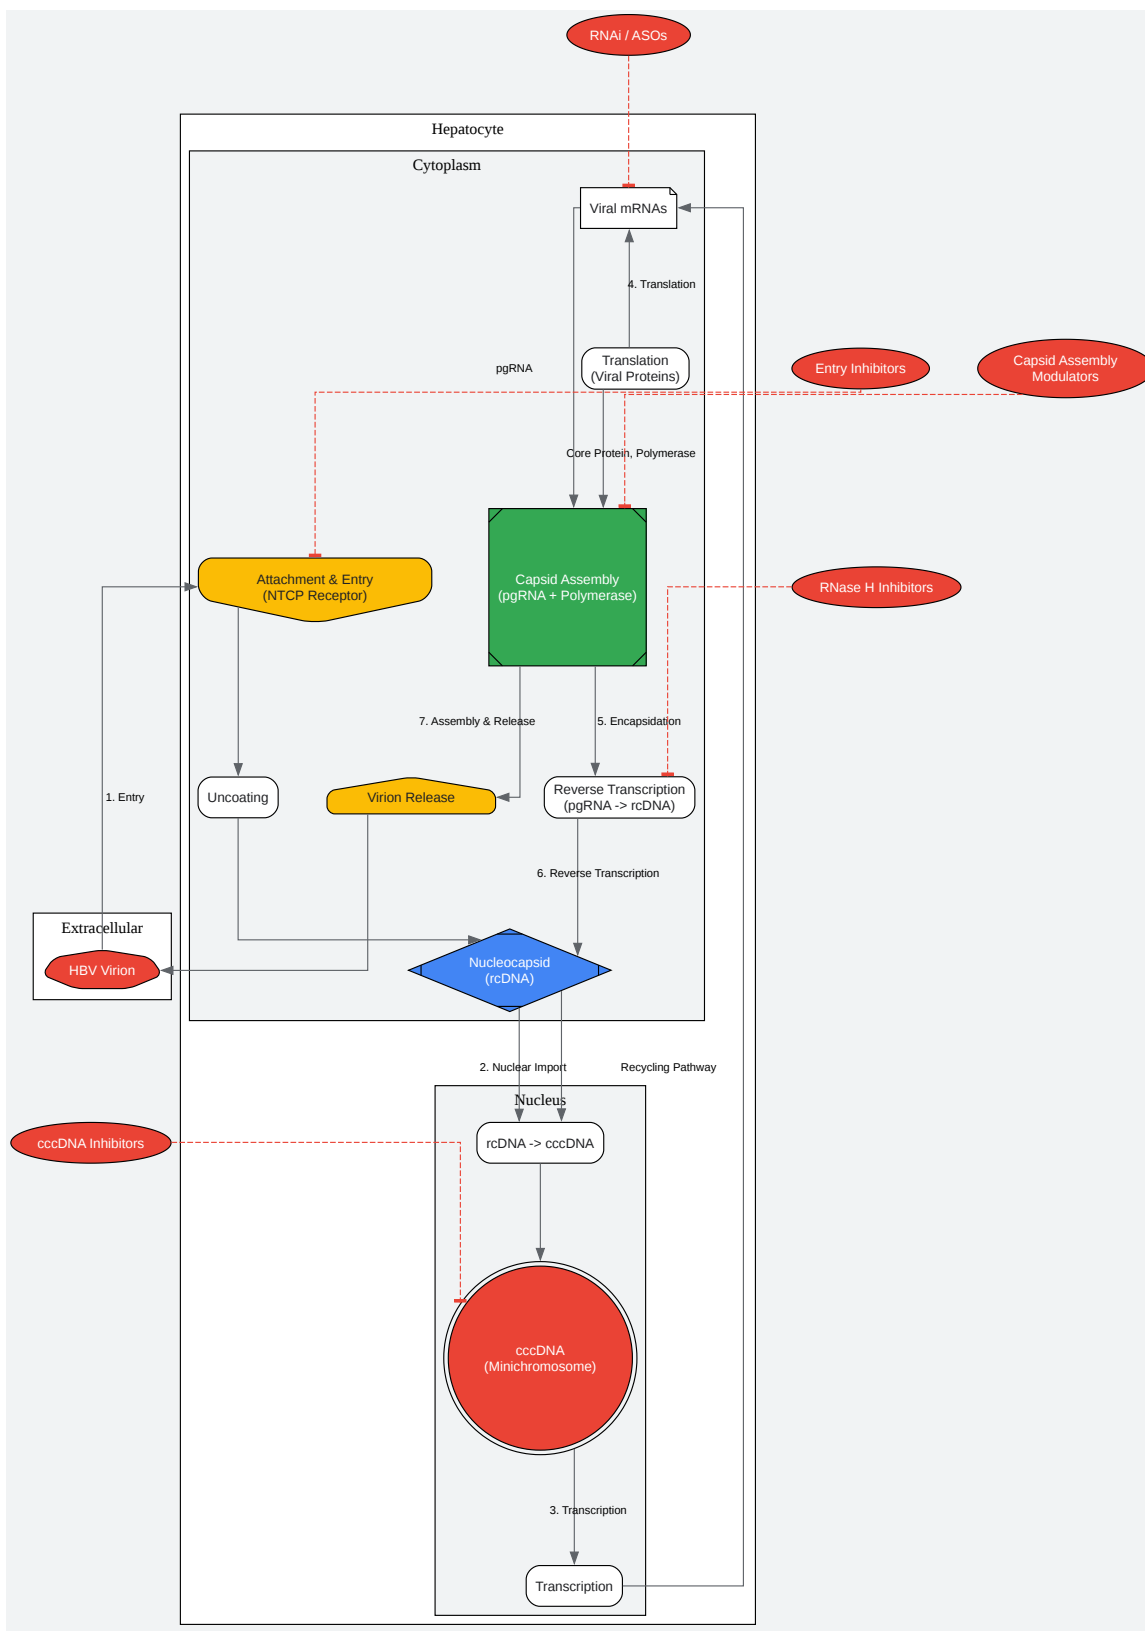 RNAi / ASOs
Hepatocyte
Cytoplasm
Viral mRNAs
4. Translation
Translation
(Viral Proteins)
pgRNA
Entry Inhibitors
Capsid Assembly
Modulators
Core Protein, Polymerase
Attachment & Entry
(NTCP Receptor)
Capsid Assembly
(pgRNA + Polymerase)
RNase H Inhibitors
7. Assembly & Release
5. Encapsidation
1. Entry
Uncoating
Virion Release
Reverse Transcription
(pgRNA -> rcDNA)
6. Reverse Transcription
Extracellular
HBV Virion
Nucleocapsid
(rcDNA)
2. Nuclear Import
Recycling Pathway
Nucleus
cccDNA Inhibitors
rcDNA -> cccDNA
cccDNA
(Minichromosome)
3. Transcription
Transcription